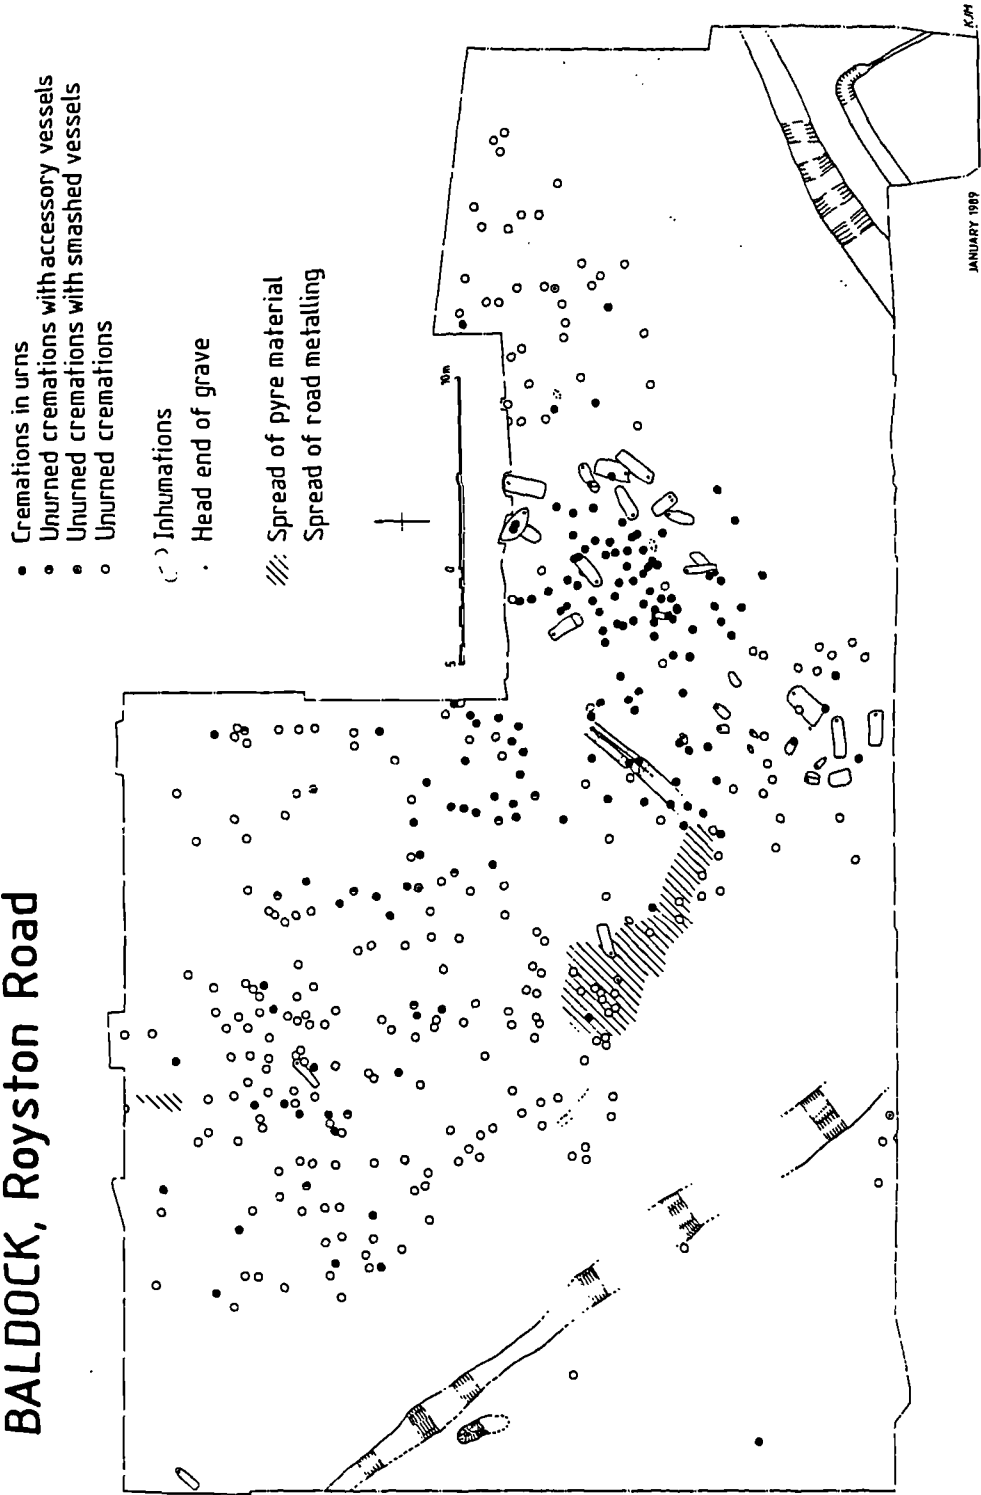 BALDOCK, Royston Road
Cremations in urns
Unurned cremations with accessory vessels
Unurned cremations with smashed vessels
Unurned cremations
Inhumations
Head end of grave
Spread of pyre material
Spread of road metalling
5 0 10m
JANUARY 1989
KJM